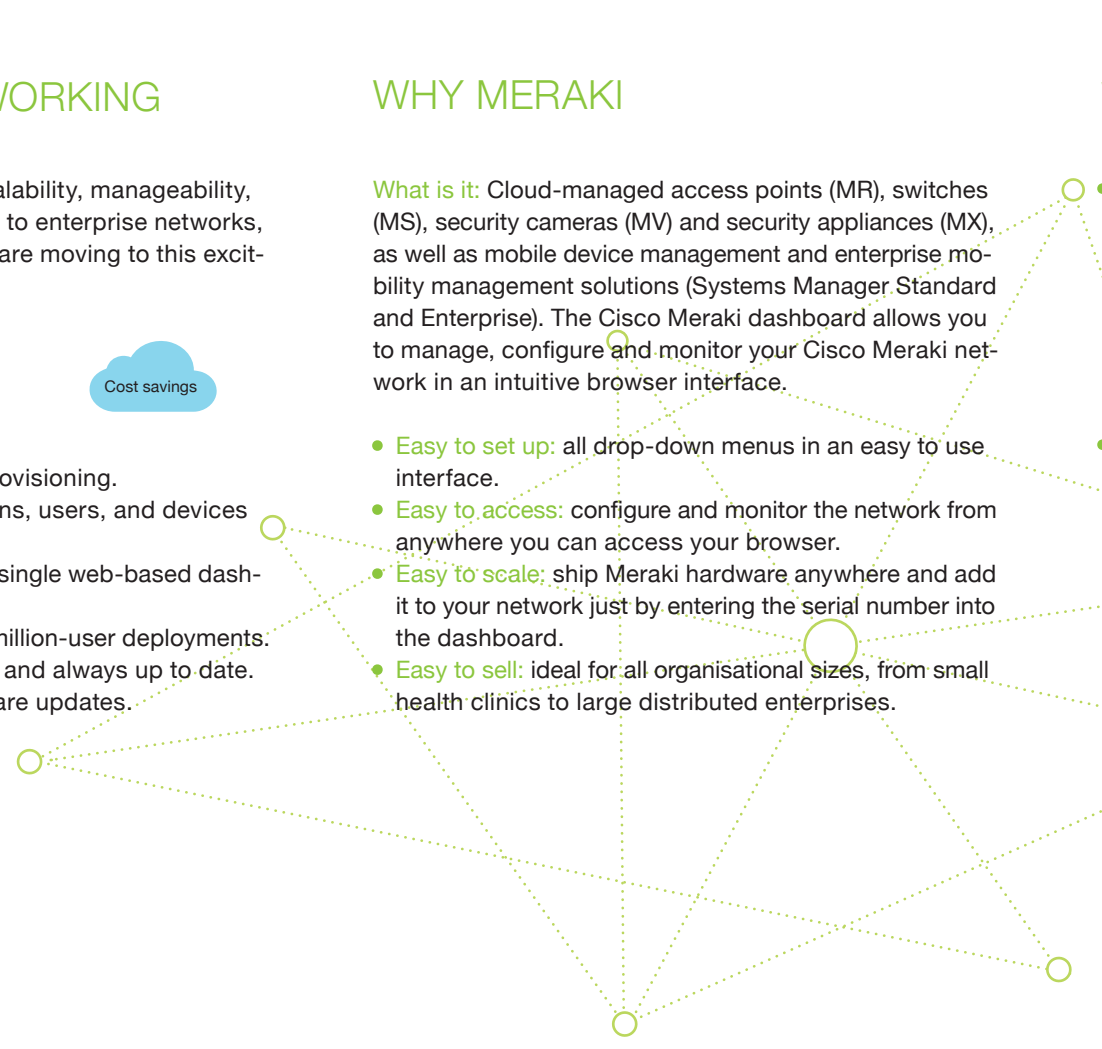 WORKING
alability, manageability,
to enterprise networks,
are moving to this excit-
Cost savings
ovisioning.
ns, users, and devices
single web-based dash-
million-user deployments.
and always up to date.
are updates.
WHY MERAKI
What is it: Cloud-managed access points (MR), switches
(MS), security cameras (MV) and security appliances (MX),
as well as mobile device management and enterprise mo-
bility management solutions (Systems Manager Standard
and Enterprise). The Cisco Meraki dashboard allows you
to manage, configure and monitor your Cisco Meraki net-
work in an intuitive browser interface.
• Easy to set up: all drop-down menus in an easy to use
interface.
• Easy to access: configure and monitor the network from
anywhere you can access your browser.
• Easy to scale: ship Meraki hardware anywhere and add
it to your network just by entering the serial number into
the dashboard.
• Easy to sell: ideal for all organisational sizes, from small
health clinics to large distributed enterprises.